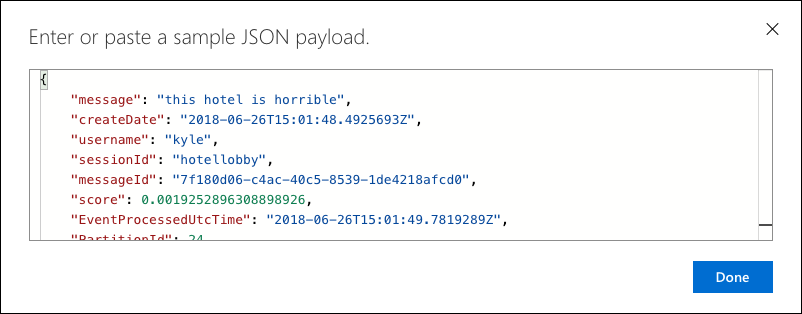 Enter or paste a sample JSON payload.
{
"message": "this hotel is horrible",
"createDate": "2018-06-26T15:01:48.4925693Z",
"username": "kyle",
"sessionId": "hotellobby",
"messageId": "7f180d06-c4ac-40c5-8539-1de4218afcd0",
"score": 0.0019252896308898926,
"EventProcessedUtcTime": "2018-06-26T15:01:49.7819289Z",
"PartitionId": 24
Done